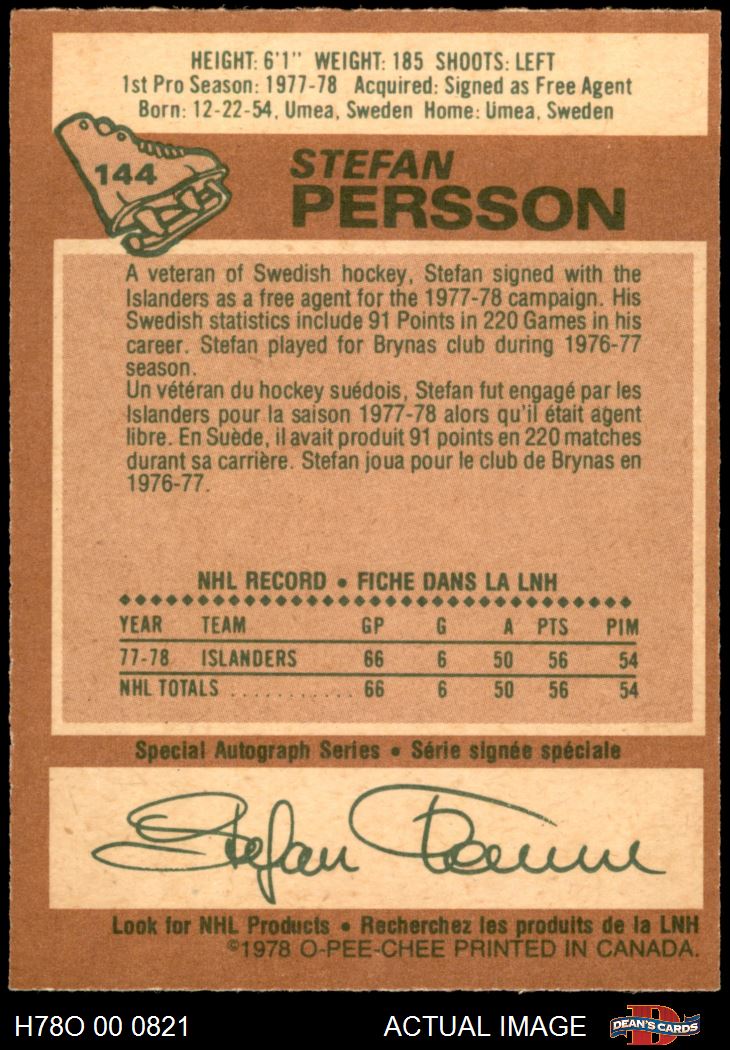 HEIGHT: 6'1" WEIGHT: 185 SHOOTS: LEFT
1st Pro Season: 1977-78 Acquired: Signed as Free Agent
Born: 12-22-54, Umea, Sweden Home: Umea, Sweden
144
STEFAN
PERSSON
A veteran of Swedish hockey, Stefan signed with the
Islanders as a free agent for the 1977-78 campaign. His
Swedish statistics include 91 Points in 220 Games in his
career. Stefan played for Brynas club during 1976-77
season.
Un vétéran du hockey suédois, Stefan fut engagé par les
Islanders pour la saison 1977-78 alors qu'il était agent
libre. En Suède, il avait produit 91 points en 220 matches
durant sa carrière. Stefan joua pour le club de Brynas en
1976-77.
NHL RECORD • FICHE DANS LA LNH
YEAR TEAM GP G A PTS PIM
77-78 ISLANDERS 66 6 50 56 54
NHL TOTALS ........... 66 6 50 56 54
Special Autograph Series • Série signée spéciale
Stefan Persson
Look for NHL Products • Recherchez les produits de la LNH
©1978 O-PEE-CHEE PRINTED IN CANADA.
H78O 00 0821 ACTUAL IMAGE D DEAN'S CARDS